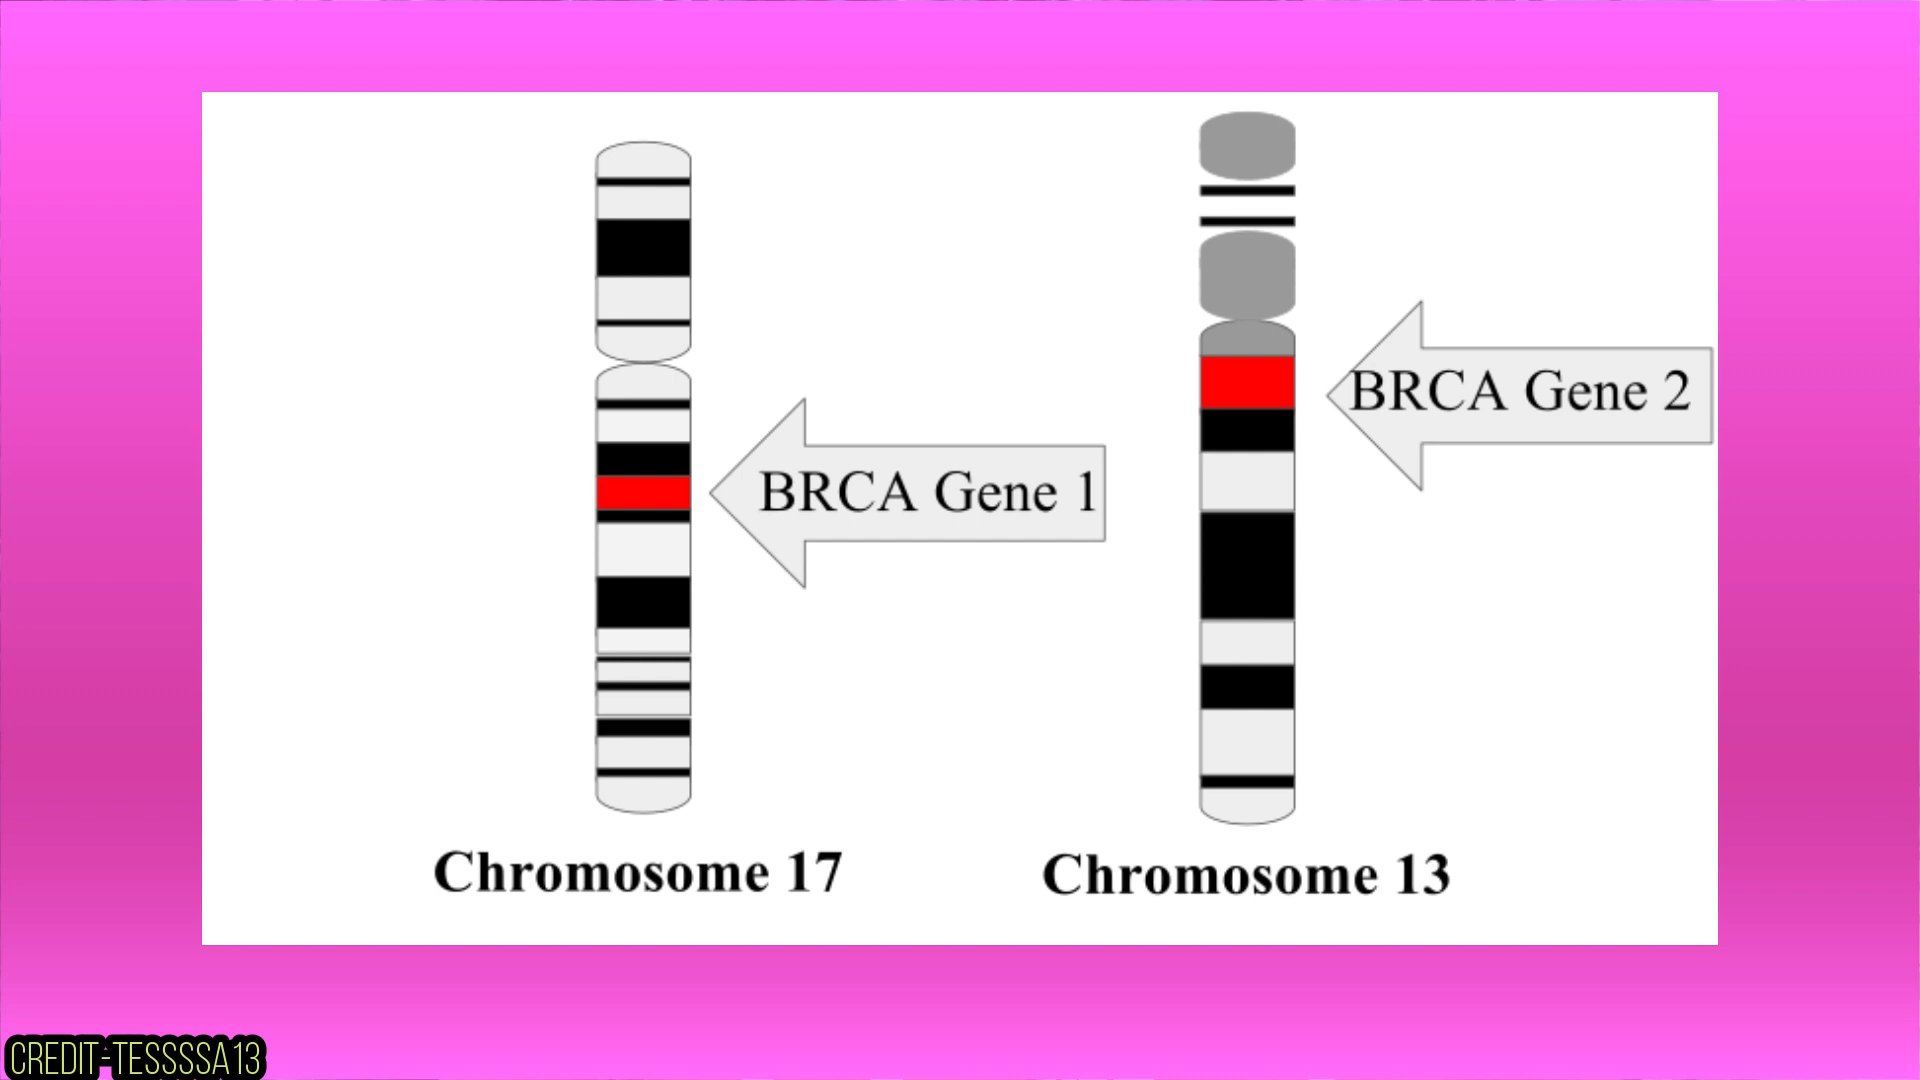 BRCA Gene 1
BRCA Gene 2
Chromosome 17
Chromosome 13
CREDIT-TESSSSA13